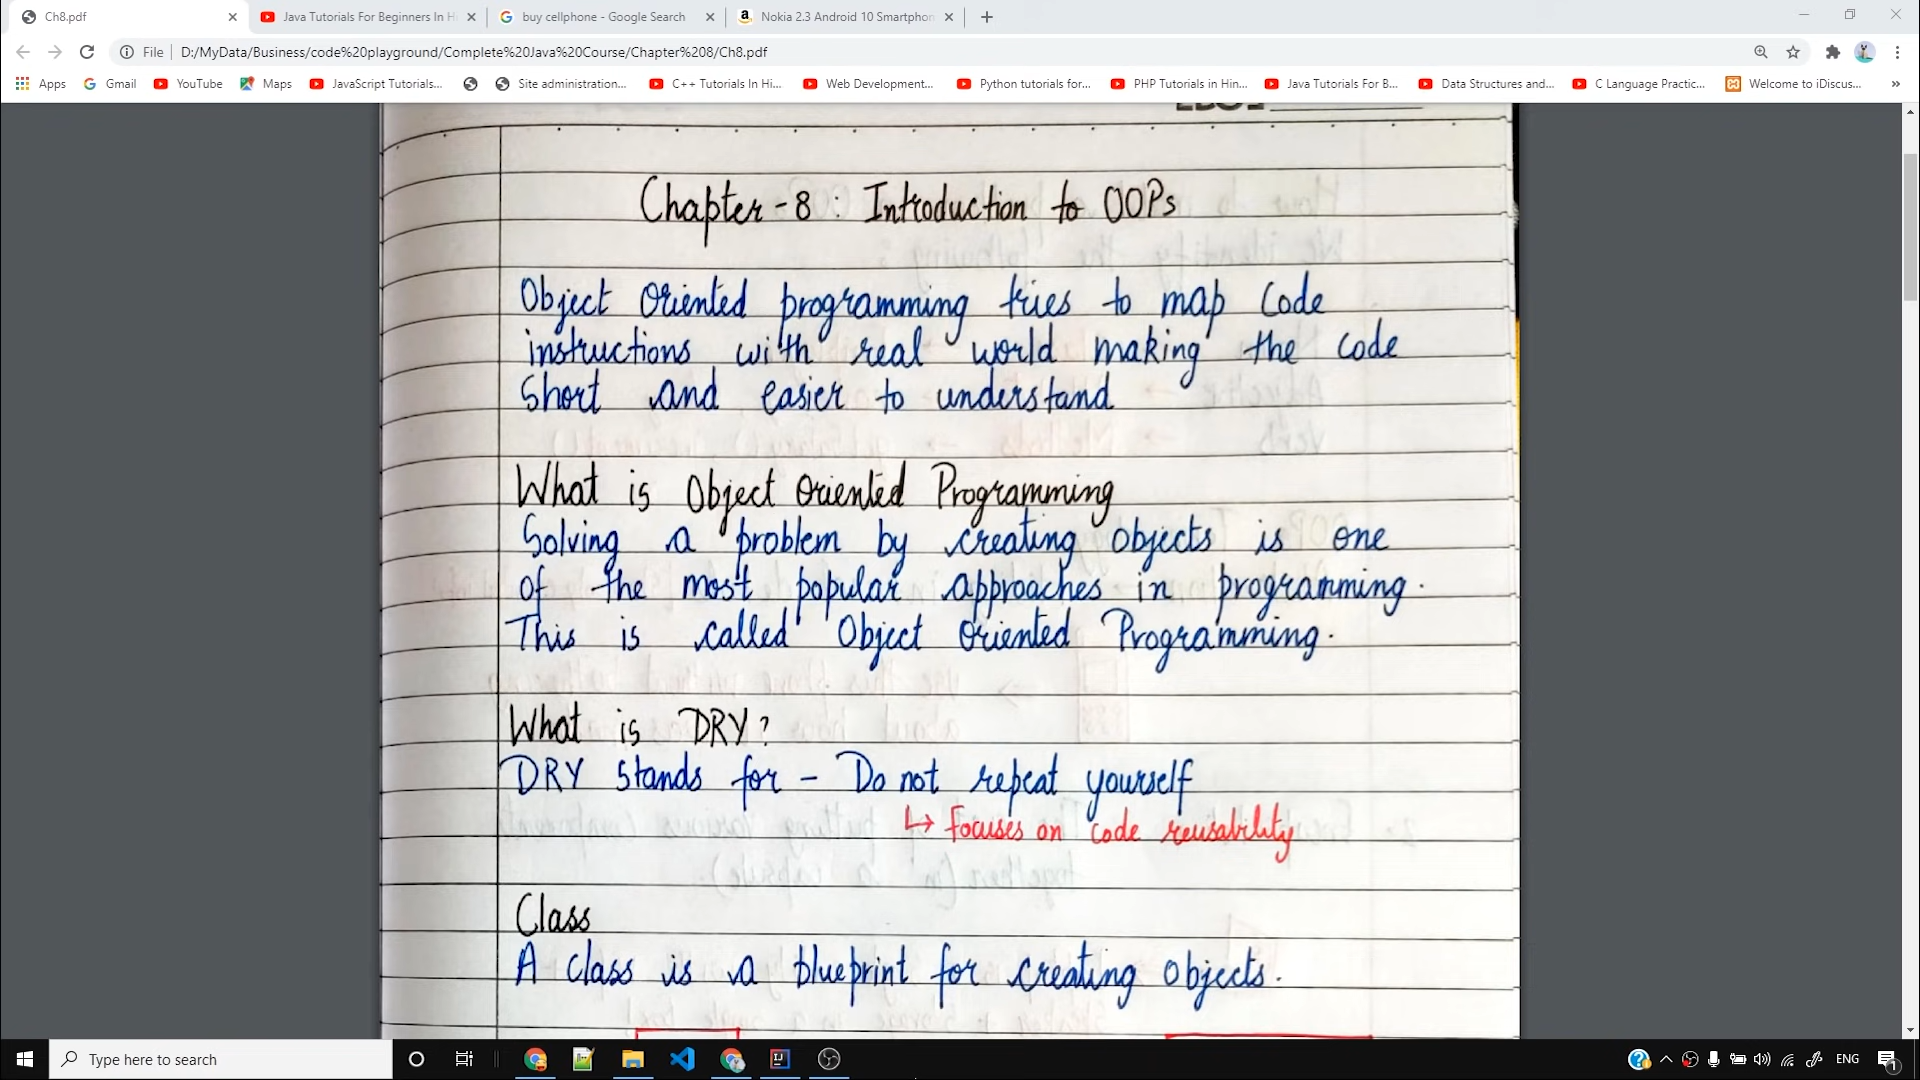 Ch8.pdf
Java Tutorials For Beginners In Hi
buy cellphone - Google Search
Nokia 2.3 Android 10 Smartphon
File D:/MyData/Business/code%20playground/Complete%20Java%20Course/Chapter%208/Ch8.pdf
Apps Gmail YouTube Maps JavaScript Tutorials... Site administration... C++ Tutorials In Hi... Web Development... Python tutorials for... PHP Tutorials in Hin... Java Tutorials For B... Data Structures and... C Language Practic... Welcome to iDiscus... »
Chapter - 8 : Introduction to OOPs
Object Oriented programming tries to map code
instructions with real world making the code
short and easier to understand
What is Object Oriented Programming
Solving a problem by creating objects is one
of the most popular approaches in programming.
This is called Object Oriented Programming.
What is DRY?
DRY stands for - Do not repeat yourself
↳ focuses on code reusability
Class
A class is a blueprint for creating objects.
Type here to search
ENG
1